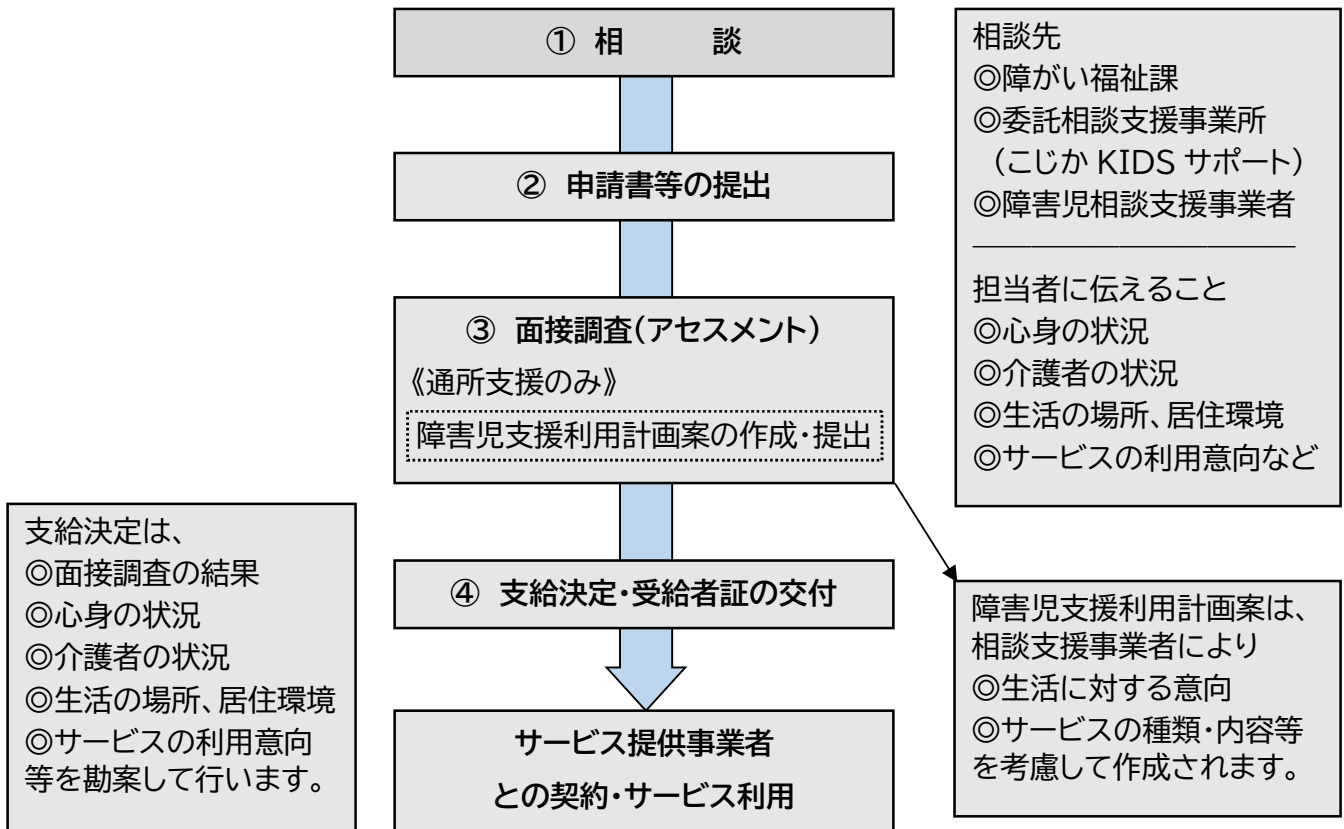 ① 相　　　談
相談先
◎障がい福祉課
◎委託相談支援事業所
（こじか KIDS サポート）
◎障害児相談支援事業者
担当者に伝えること
◎心身の状況
◎介護者の状況
◎生活の場所、居住環境
◎サービスの利用意向など
② 申請書等の提出
③ 面接調査(アセスメント)
《通所支援のみ》
障害児支援利用計画案の作成・提出
支給決定は、
◎面接調査の結果
◎心身の状況
◎介護者の状況
◎生活の場所、居住環境
◎サービスの利用意向
等を勘案して行います。
④ 支給決定・受給者証の交付
障害児支援利用計画案は、
相談支援事業者により
◎生活に対する意向
◎サービスの種類・内容等
を考慮して作成されます。
サービス提供事業者
との契約・サービス利用